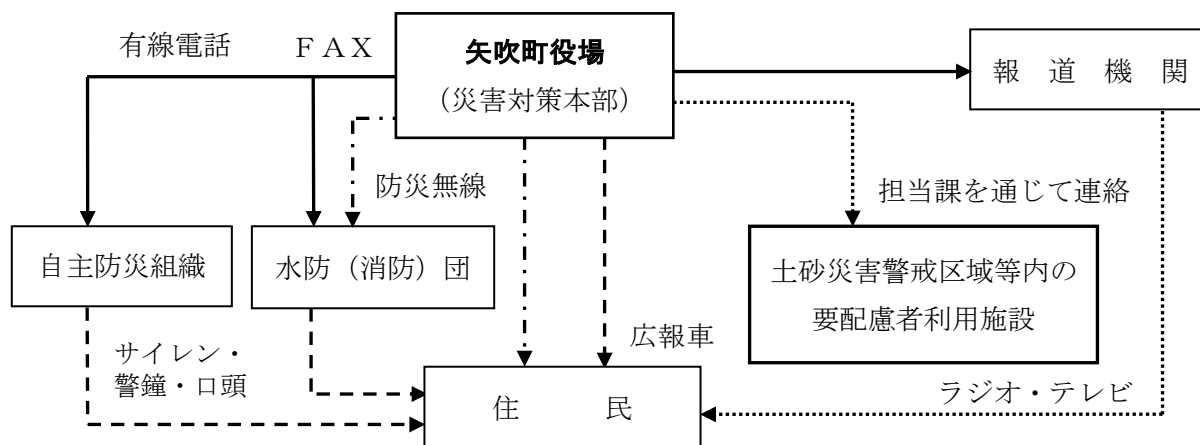 有線電話　ＦＡＸ
矢吹町役場
（災害対策本部）
報道機関
防災無線
担当課を通じて連絡
自主防災組織
水防（消防）団
土砂災害警戒区域等内の
要配慮者利用施設
広報車
サイレン・
警鐘・口頭
住民
ラジオ・テレビ